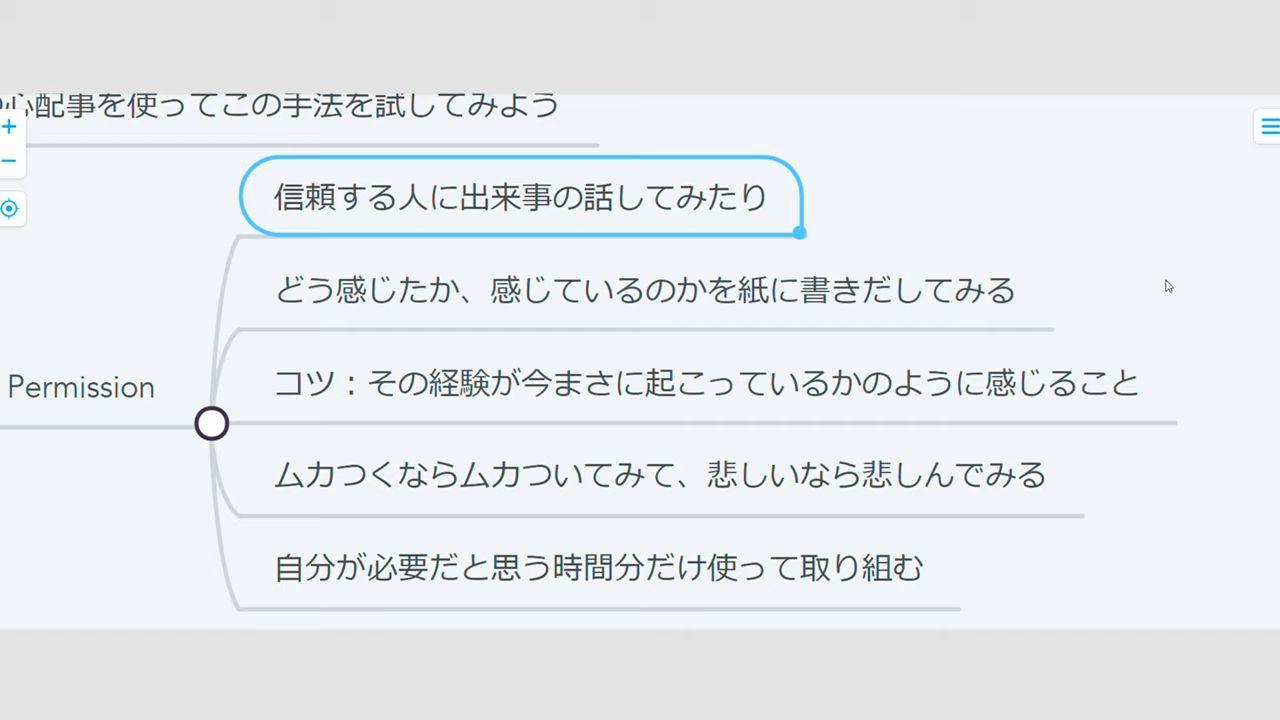 心配事を使ってこの手法を試してみよう
信頼する人に出来事の話してみたり
どう感じたか、感じているのかを紙に書きだしてみる
Permission
コツ：その経験が今まさに起こっているかのように感じること
ムカつくならムカついてみて、悲しいなら悲しんでみる
自分が必要だと思う時間分だけ使って取り組む